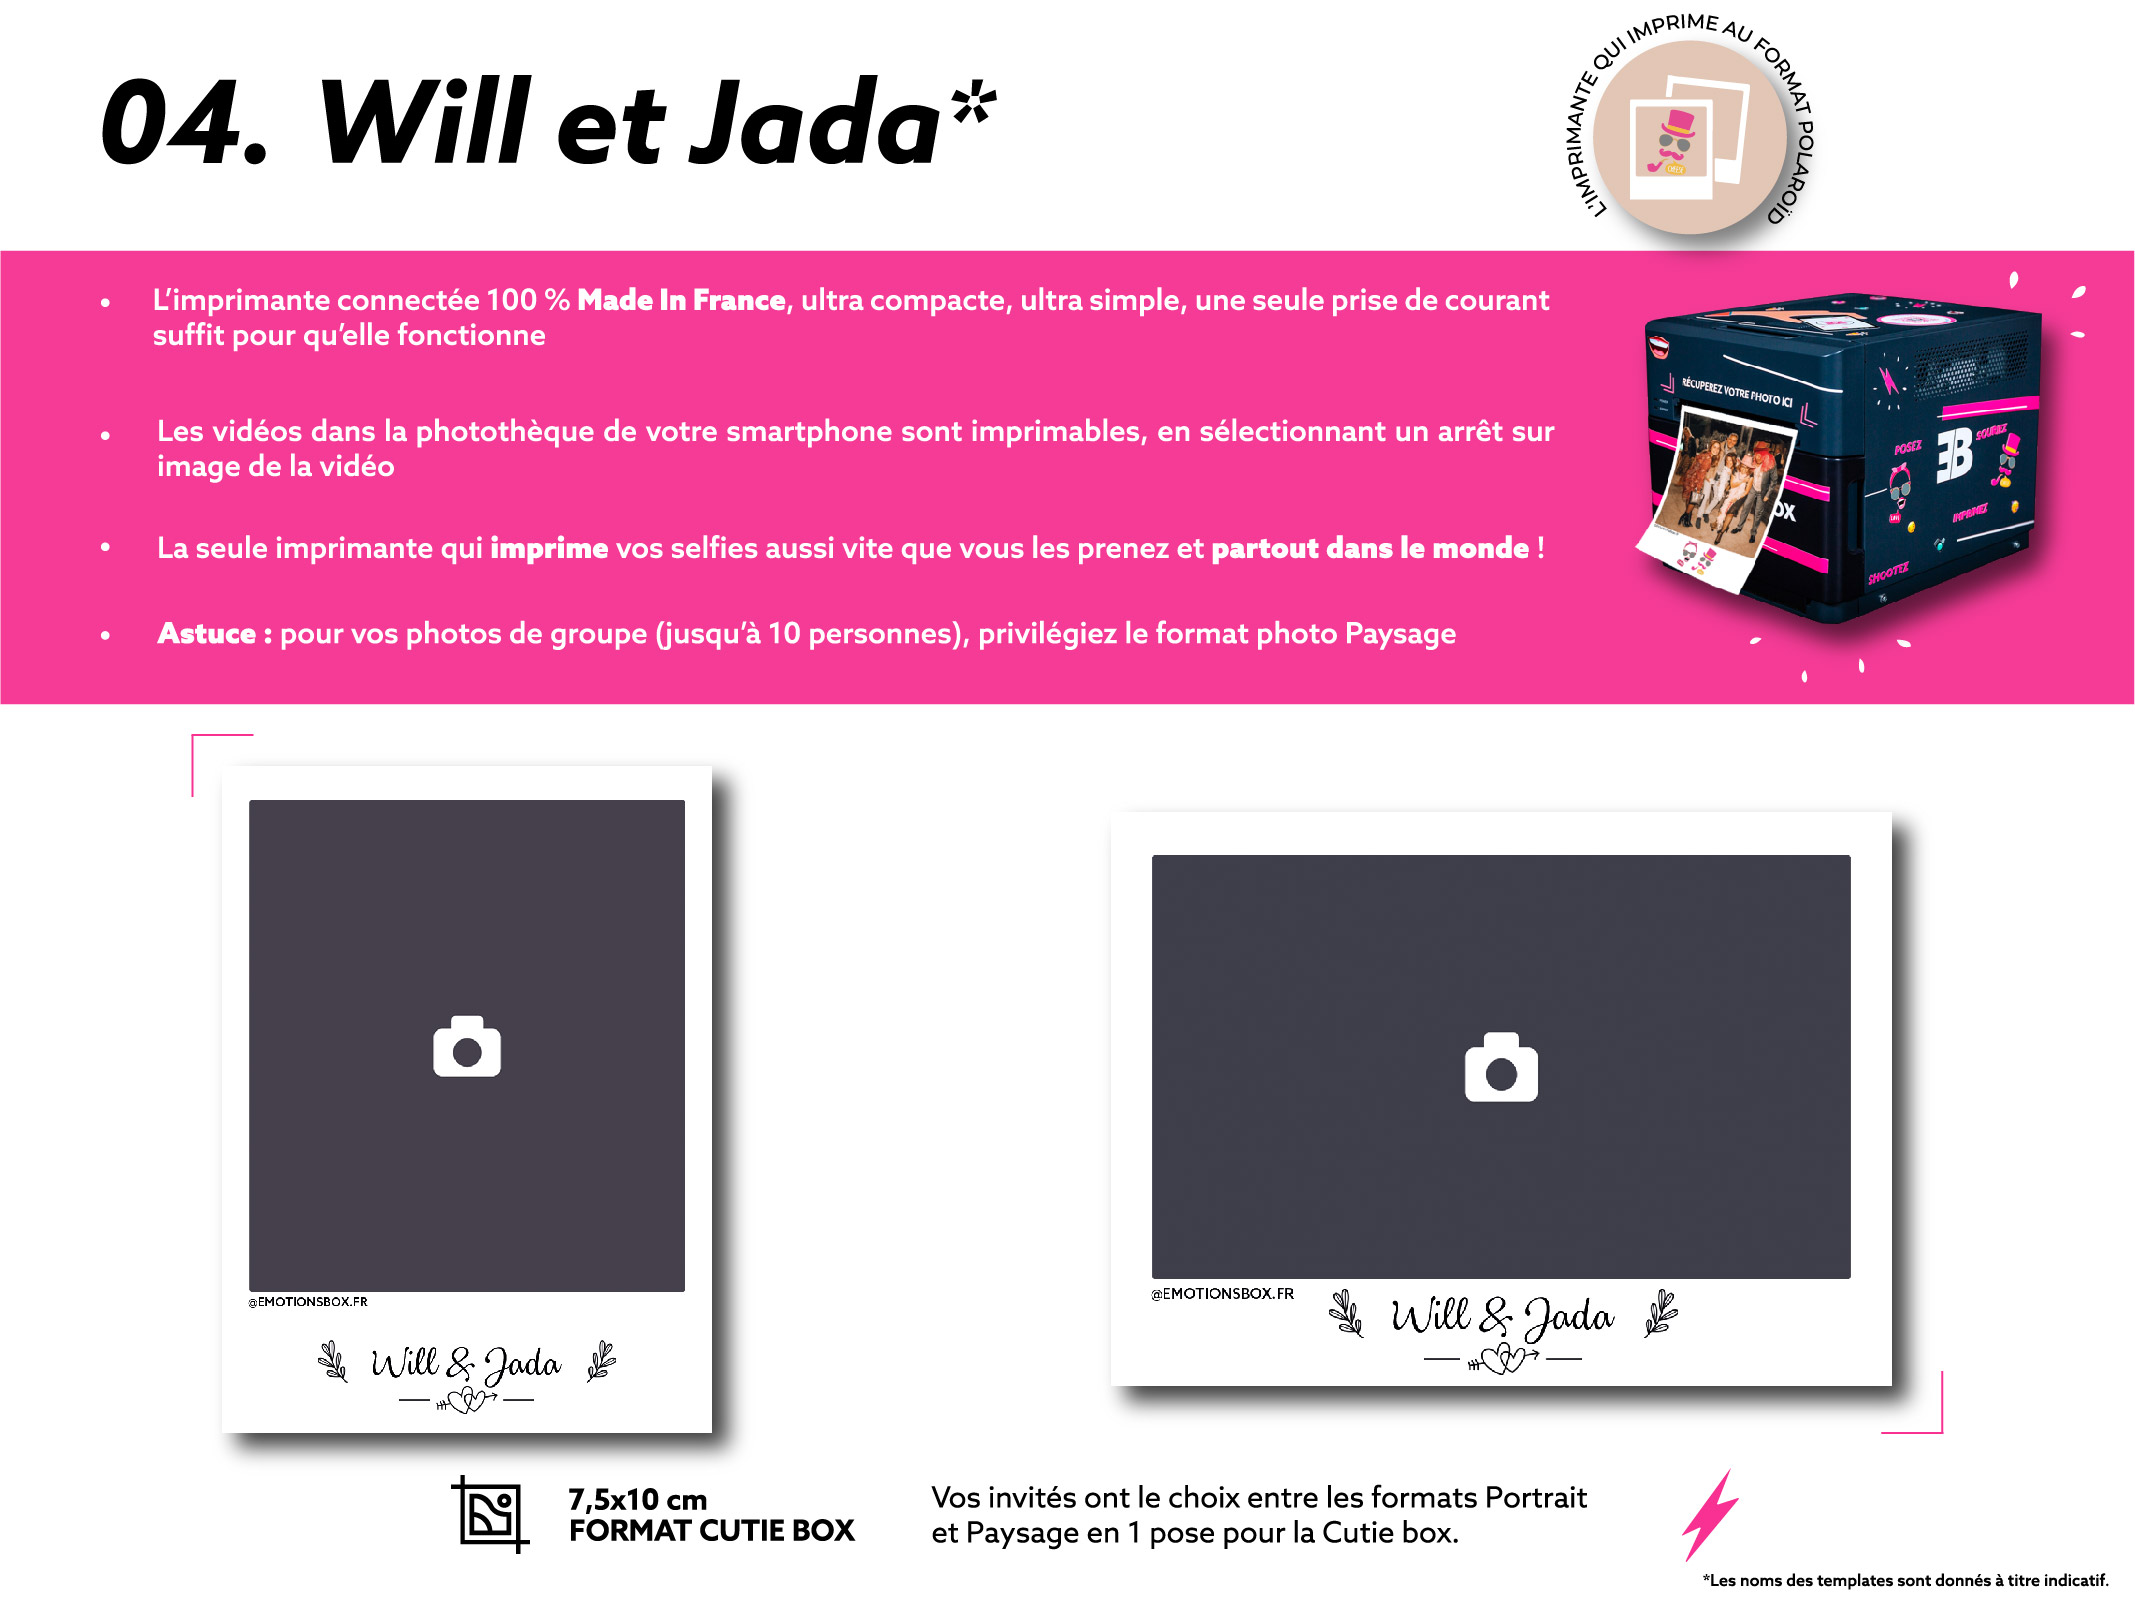 04. Will et Jada*
L'IMPRIMANTE QUI IMPRIME AU FORMAT POLAROÏD
• L’imprimante connectée 100 % Made In France, ultra compacte, ultra simple, une seule prise de courant
suffit pour qu’elle fonctionne
• Les vidéos dans la photothèque de votre smartphone sont imprimables, en sélectionnant un arrêt sur
image de la vidéo
• La seule imprimante qui imprime vos selfies aussi vite que vous les prenez et partout dans le monde !
• Astuce : pour vos photos de groupe (jusqu’à 10 personnes), privilégiez le format photo Paysage
RÉCUPEREZ VOTRE PHOTO ICI
POSEZ
EB
SOURIEZ
IMPRIMEZ
SHOOTEZ
OX
@EMOTIONSBOX.FR
Will & Jada
@EMOTIONSBOX.FR
Will & Jada
7,5x10 cm
FORMAT CUTIE BOX
Vos invités ont le choix entre les formats Portrait
et Paysage en 1 pose pour la Cutie box.
*Les noms des templates sont donnés à titre indicatif.